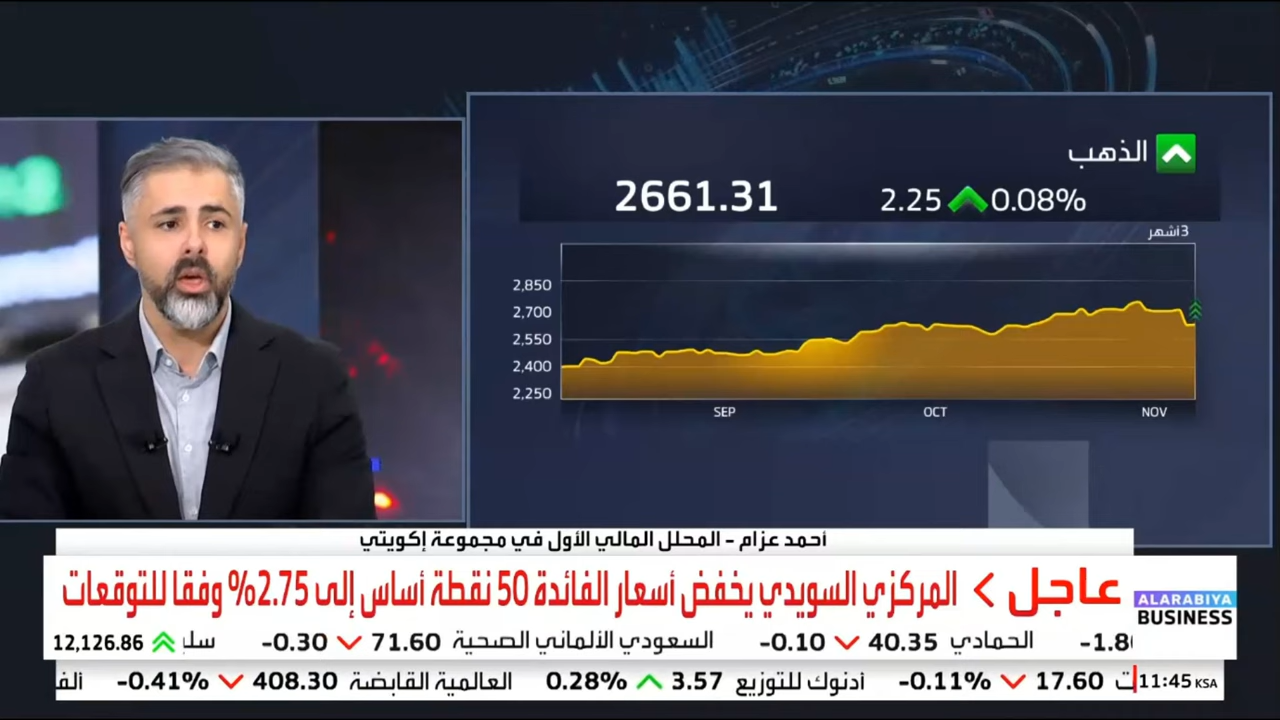 الذهب
2661.31 2.25 0.08%
3أشهر
2,850
2,700
2,550
2,400
2,250
SEP OCT NOV
أحمد عزام - المحلل المالي الأول في مجموعة إكويتي
عاجل > المركزي السويدي يخفض أسعار الفائدة 50 نقطة أساس إلى 2.75% وفقا للتوقعات
ALARABIYA
BUSINESS
الحمادي 40.35 -0.10 السعودي الألماني الصحية 71.60 -0.30 12,126.86
17.60 -0.11% أدنوك للتوزيع 3.57 0.28% العالمية القابضة 408.30 -0.41%
11:45 KSA